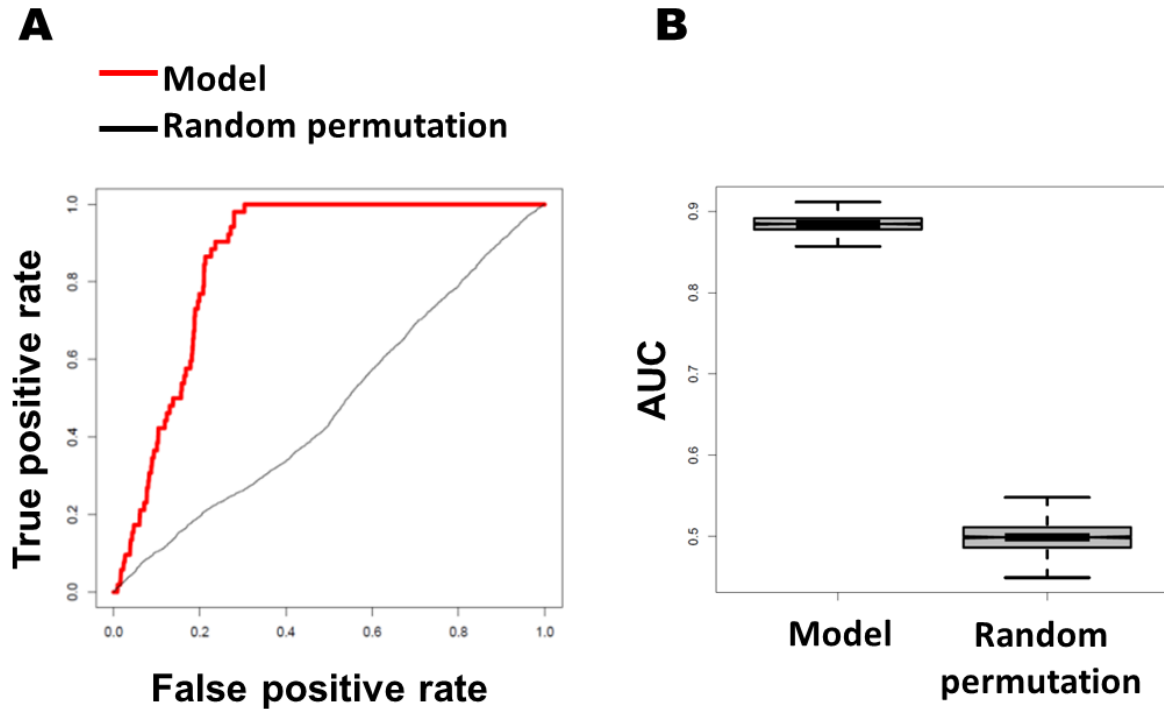 A
Model
Random permutation
True positive rate
1.0
0.8
0.6
0.4
0.2
0.0
0.0 0.2 0.4 0.6 0.8 1.0
False positive rate
B
AUC
0.9
0.8
0.7
0.6
0.5
Model
Random
permutation